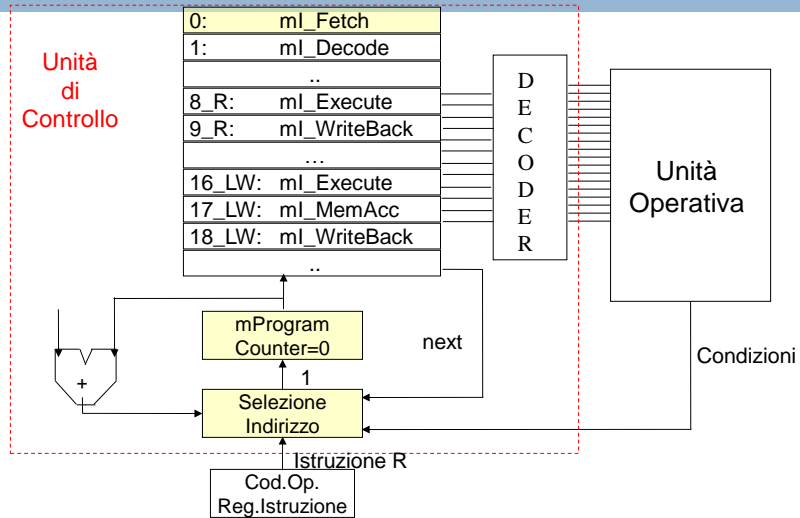 0: mI_Fetch
1: mI_Decode
..
8_R: mI_Execute
9_R: mI_WriteBack
...
16_LW: mI_Execute
17_LW: mI_MemAcc
18_LW: mI_WriteBack
..
Unità
di
Controllo
D
E
C
O
D
E
R
Unità
Operativa
mProgram
Counter=0
next
Condizioni
+
1
Selezione
Indirizzo
Istruzione R
Cod.Op.
Reg.Istruzione